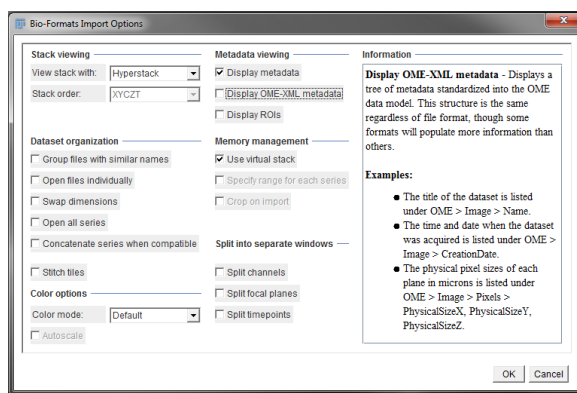 Bio-Formats Import Options
Stack viewing
View stack with: Hyperstack
Stack order: XYCZT
Metadata viewing
Display metadata
Display OME-XML metadata
Display ROIs
Information
Display OME-XML metadata - Displays a
tree of metadata standardized into the OME
data model. This structure is the same
regardless of file format, though some
formats will populate more information than
others.
Examples:
● The title of the dataset is listed
under OME > Image > Name.
● The time and date when the dataset
was acquired is listed under OME >
Image > CreationDate.
● The physical pixel sizes of each
plane in microns is listed under
OME > Image > Pixels >
PhysicalSizeX, PhysicalSizeY,
PhysicalSizeZ.
Dataset organization
Group files with similar names
Open files individually
Swap dimensions
Open all series
Concatenate series when compatible
Stitch tiles
Memory management
Use virtual stack
Specify range for each series
Crop on import
Color options
Color mode: Default
Autoscale
Split into separate windows
Split channels
Split focal planes
Split timepoints
OK
Cancel